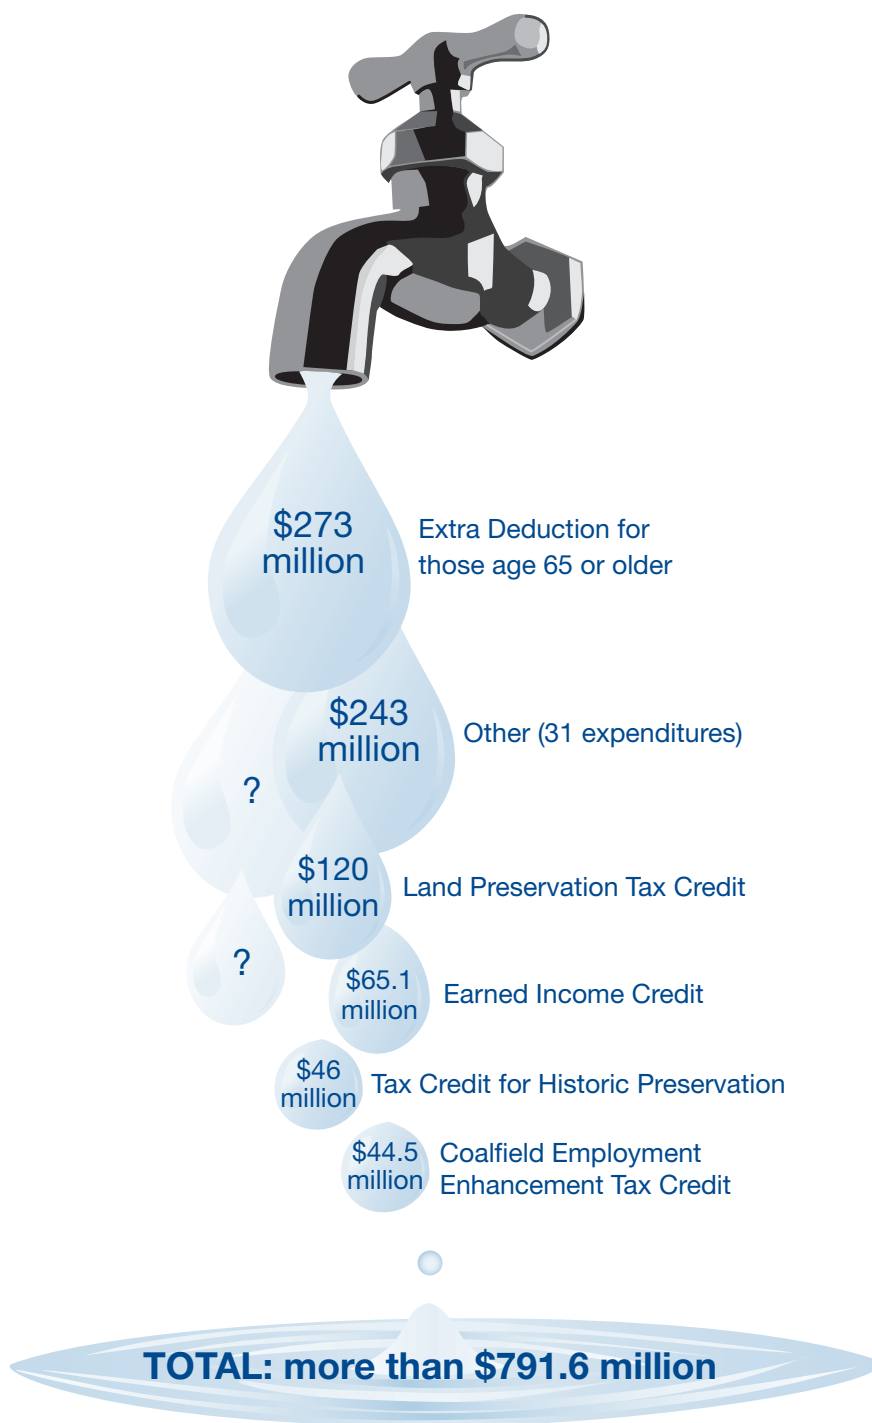 $273
million
Extra Deduction for
those age 65 or older
$243
million
Other (31 expenditures)
?
$120
million
Land Preservation Tax Credit
?
$65.1
million
Earned Income Credit
$46
million
Tax Credit for Historic Preservation
$44.5
million
Coalfield Employment
Enhancement Tax Credit
TOTAL: more than $791.6 million